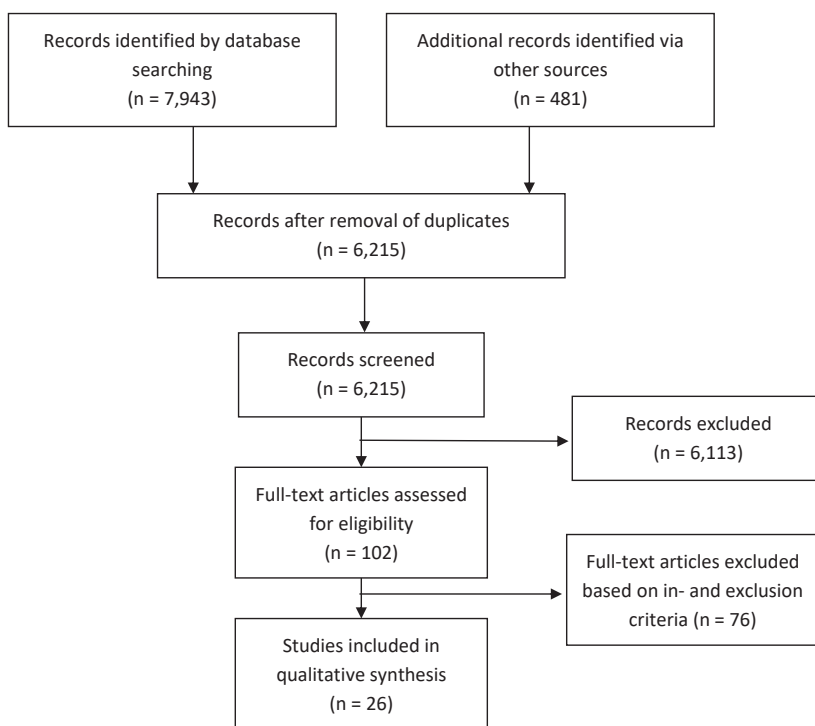 Records identified by database
searching
(n = 7,943)
Additional records identified via
other sources
(n = 481)
Records after removal of duplicates
(n = 6,215)
Records screened
(n = 6,215)
Records excluded
(n = 6,113)
Full-text articles assessed
for eligibility
(n = 102)
Full-text articles excluded
based on in- and exclusion
criteria (n = 76)
Studies included in
qualitative synthesis
(n = 26)